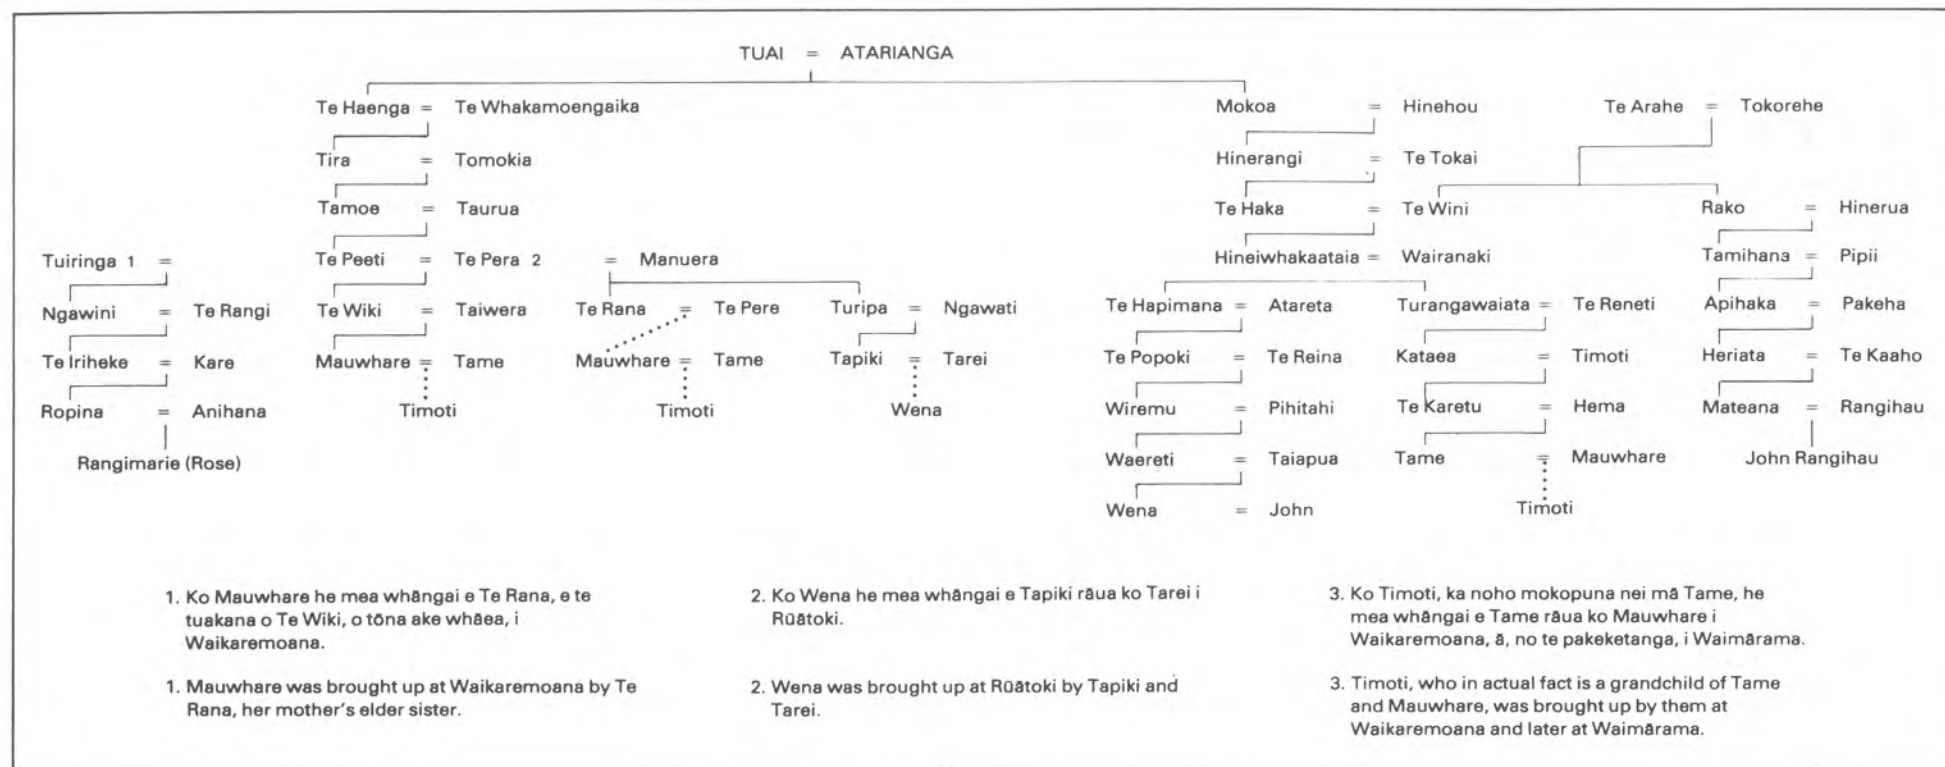 TUAI = ATARIANGA
Te Haenga = Te Whakamoengaika Mokoa = Hinehou Te Arahe = Tokorehe
Tira = Tomokia Hinerangi = Te Tokai
Tamoe = Taurua Te Haka = Te Wini Rako = Hinerua
Tuiringa 1 = Te Peeti = Te Pera 2 = Manuera Hineiwhakaataia = Wairanaki Tamihana = Pipii
Ngawini = Te Rangi Te Wiki = Taiwera Te Rana = Te Pere Turipa = Ngawati Te Hapimana = Atareta Turangawaiata = Te Reneti Apihaka = Pakeha
Te Iriheke = Kare Mauwhare = Tame Mauwhare = Tame Tapiki = Tarei Te Popoki = Te Reina Kataea = Timoti Heriata = Te Kaaho
Ropina = Anihana Timoti Timoti Wena Wiremu = Pihitahi Te Karetu = Hema Mateana = Rangihau
Rangimarie (Rose) Waereti = Taiapua Tame = Mauwhare John Rangihau
Wena = John Timoti
1. Ko Mauwhare he mea whāngai e Te Rana, e te
tuakana o Te Wiki, o tōna ake whāea, i
Waikaremoana.
1. Mauwhare was brought up at Waikaremoana by Te
Rana, her mother's elder sister.
2. Ko Wena he mea whāngai e Tapiki rāua ko Tarei i
Rūātoki.
2. Wena was brought up at Rūātoki by Tapiki and
Tarei.
3. Ko Timoti, ka noho mokopuna nei mā Tame, he
mea whāngai e Tame rāua ko Mauwhare i
Waikaremoana, ā, no te pakeketanga, i Waimārama.
3. Timoti, who in actual fact is a grandchild of Tame
and Mauwhare, was brought up by them at
Waikaremoana and later at Waimārama.